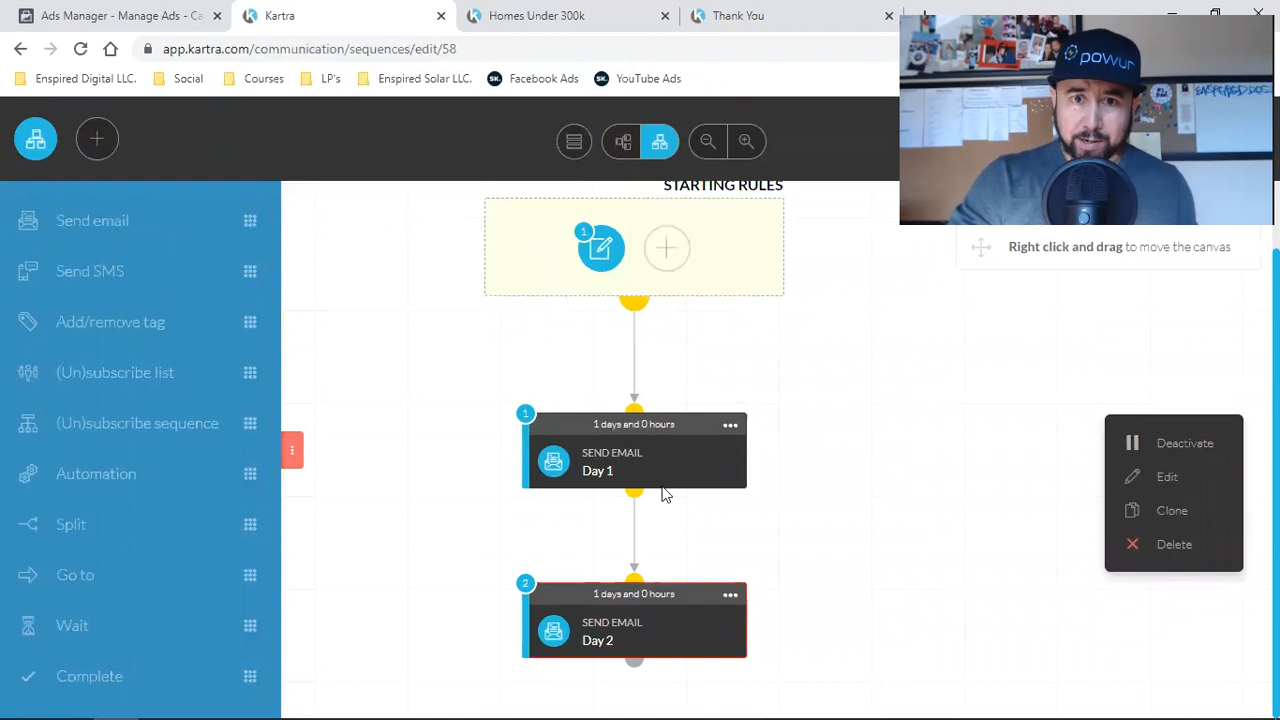 Ads Manager - Manage Ads - Ca
Kartra
Homes Under 300k
Thank You
app.kartra.com/communication/sequences/edit/58
Enspired Digital LLC.
Social
Courses
LP's
Enspired Solar LLC.
SK.
Facebook Ads
SK.
YouTube Ads
powur
STARTING RULES
Send email
Send SMS
Add/remove tag
(Un)subscribe list
(Un)subscribe sequence
Automation
Split
Go to
Wait
Complete
1
Right click and drag to move the canvas
1
1 days and 0 hours
SEND EMAIL
Day 1
2
1 days and 0 hours
SEND EMAIL
Day 2
Deactivate
Edit
Clone
Delete